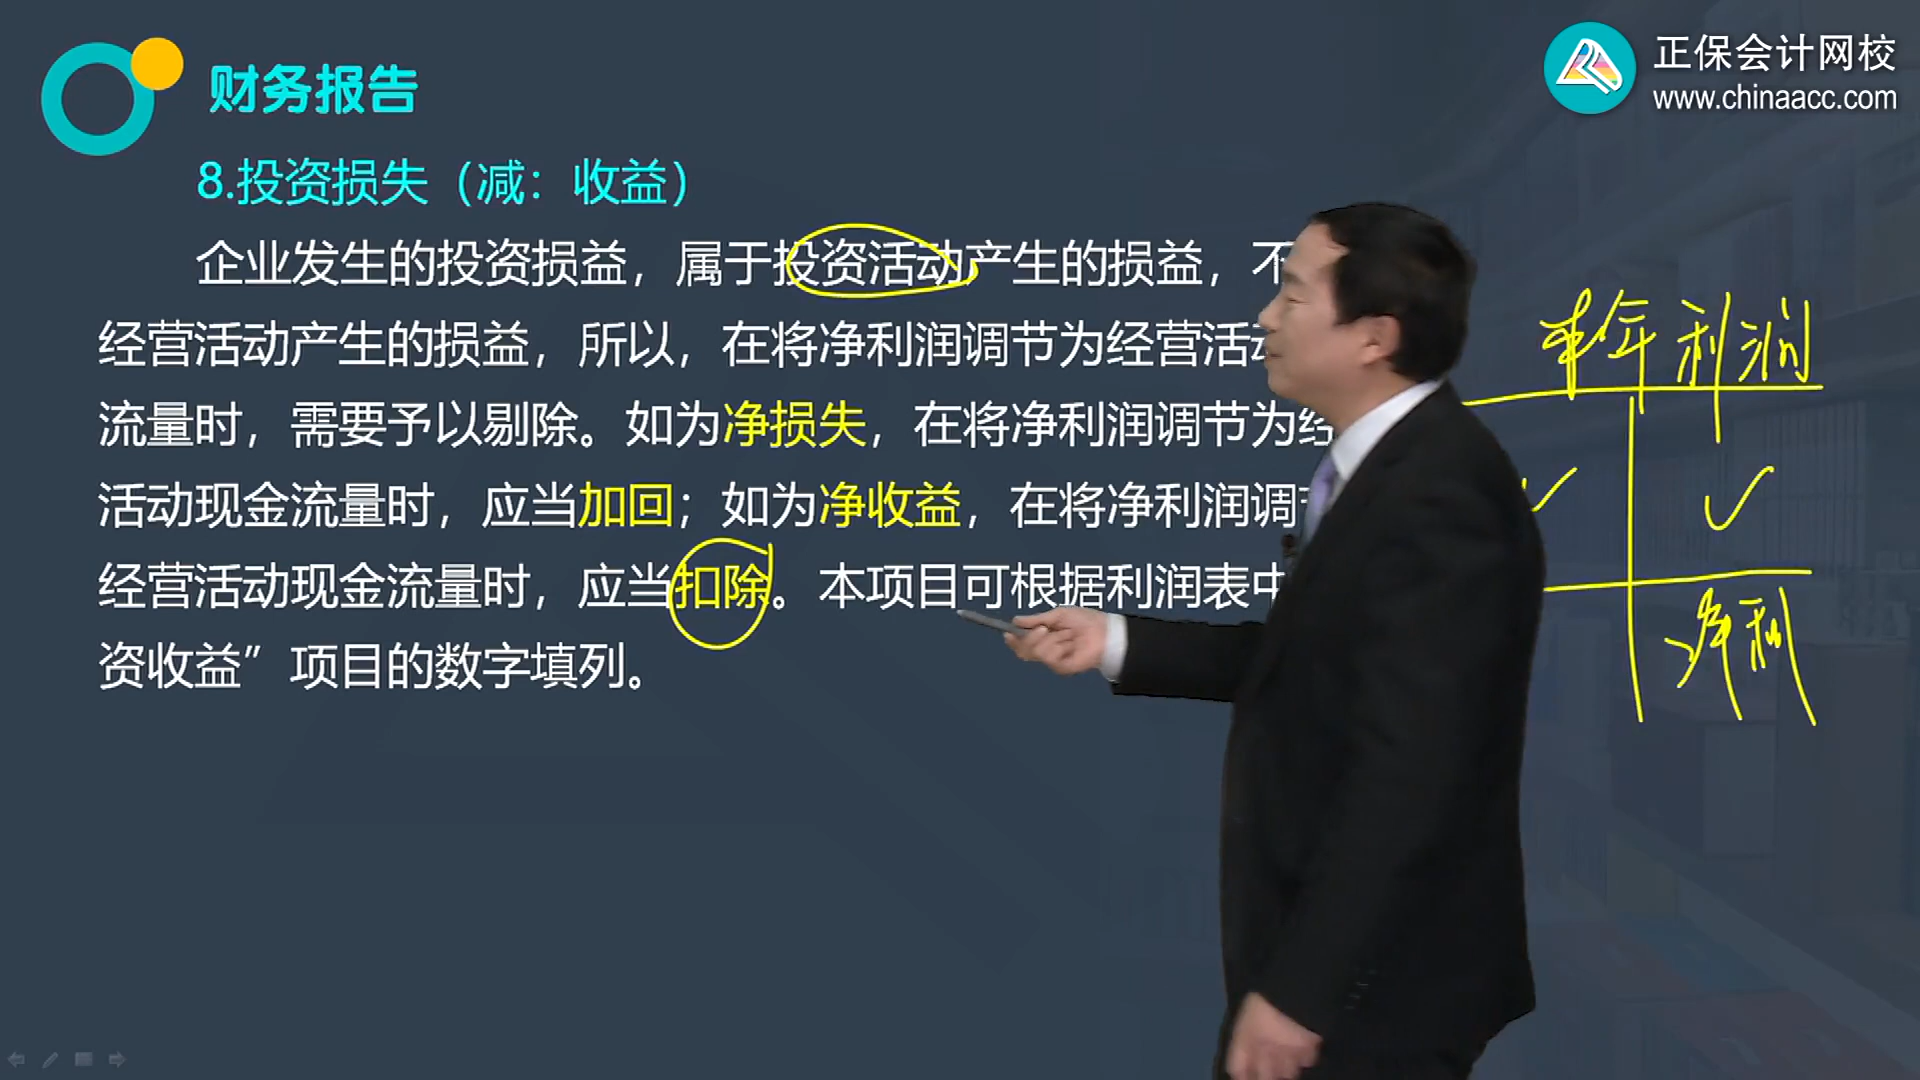 财务报告
正保会计网校
www.chinaacc.com
8.投资损失（减：收益）
企业发生的投资损益，属于投资活动产生的损益，不
经营活动产生的损益，所以，在将净利润调节为经营活动
流量时，需要予以剔除。如为净损失，在将净利润调节为经
活动现金流量时，应当加回；如为净收益，在将净利润调节
经营活动现金流量时，应当扣除。本项目可根据利润表中
资收益”项目的数字填列。
本年利润
净利